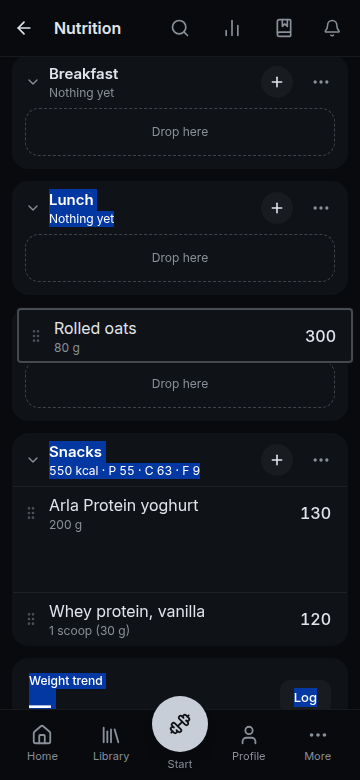 Nutrition
Breakfast
Nothing yet
Drop here
Lunch
Nothing yet
Drop here
Rolled oats
80 g
300
Drop here
Snacks
550 kcal · P 55 · C 63 · F 9
Arla Protein yoghurt
200 g
130
Whey protein, vanilla
1 scoop (30 g)
120
Weight trend
Log
Home
Library
Start
Profile
More